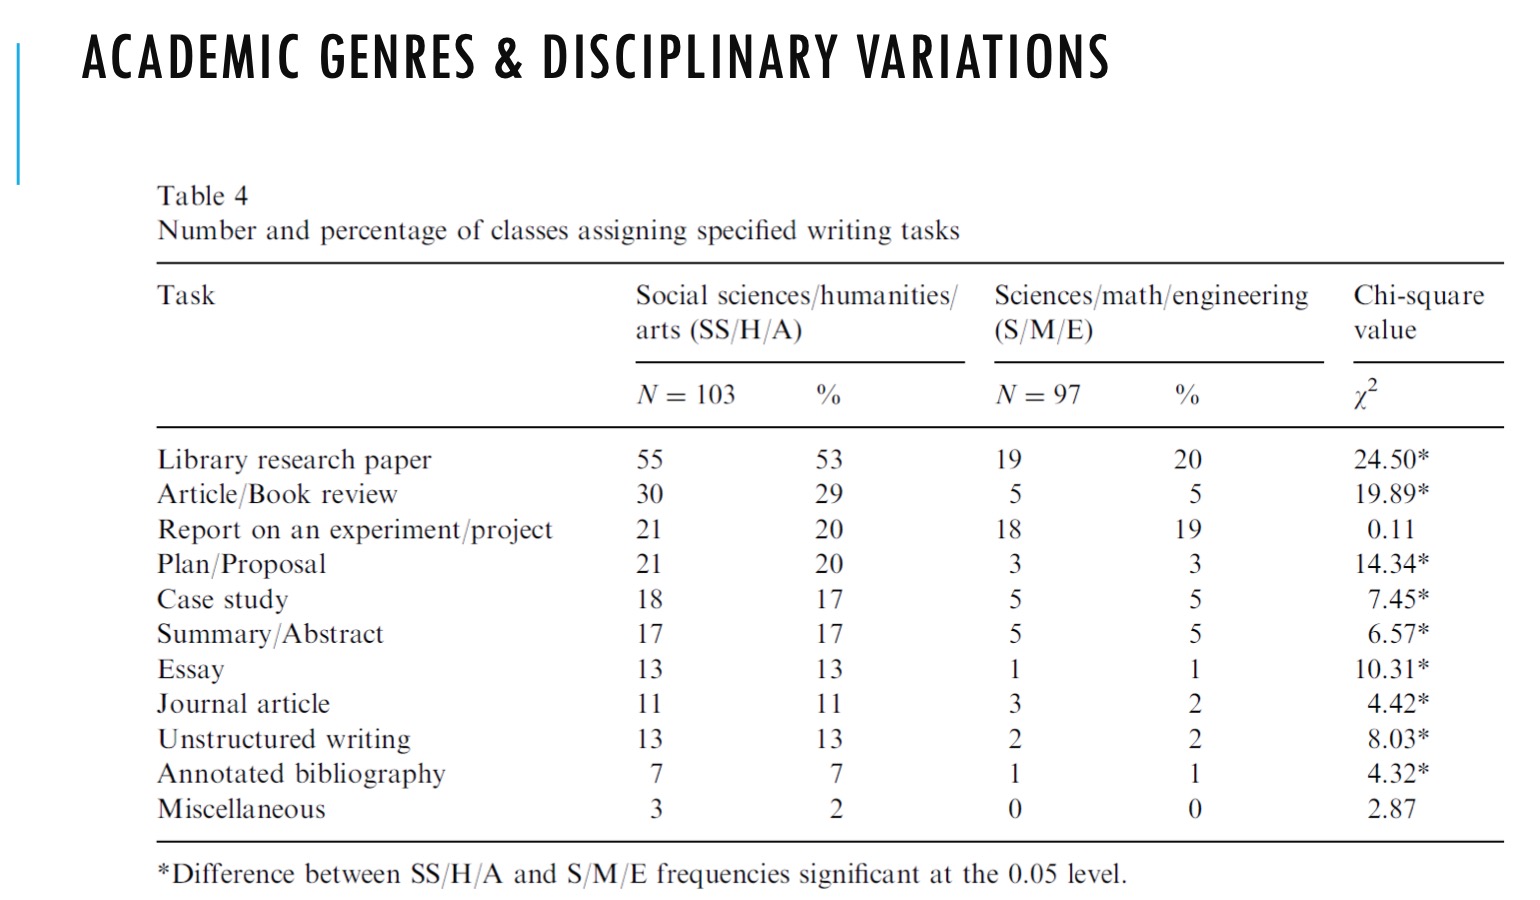 ACADEMIC GENRES & DISCIPLINARY VARIATIONS
Table 4
Number and percentage of classes assigning specified writing tasks
Task Social sciences/humanities/ Sciences/math/engineering Chi-square
arts (SS/H/A) (S/M/E) value
N = 103 % N = 97 % χ²
Library research paper 55 53 19 20 24.50*
Article/Book review 30 29 5 5 19.89*
Report on an experiment/project 21 20 18 19 0.11
Plan/Proposal 21 20 3 3 14.34*
Case study 18 17 5 5 7.45*
Summary/Abstract 17 17 5 5 6.57*
Essay 13 13 1 1 10.31*
Journal article 11 11 3 2 4.42*
Unstructured writing 13 13 2 2 8.03*
Annotated bibliography 7 7 1 1 4.32*
Miscellaneous 3 2 0 0 2.87
*Difference between SS/H/A and S/M/E frequencies significant at the 0.05 level.